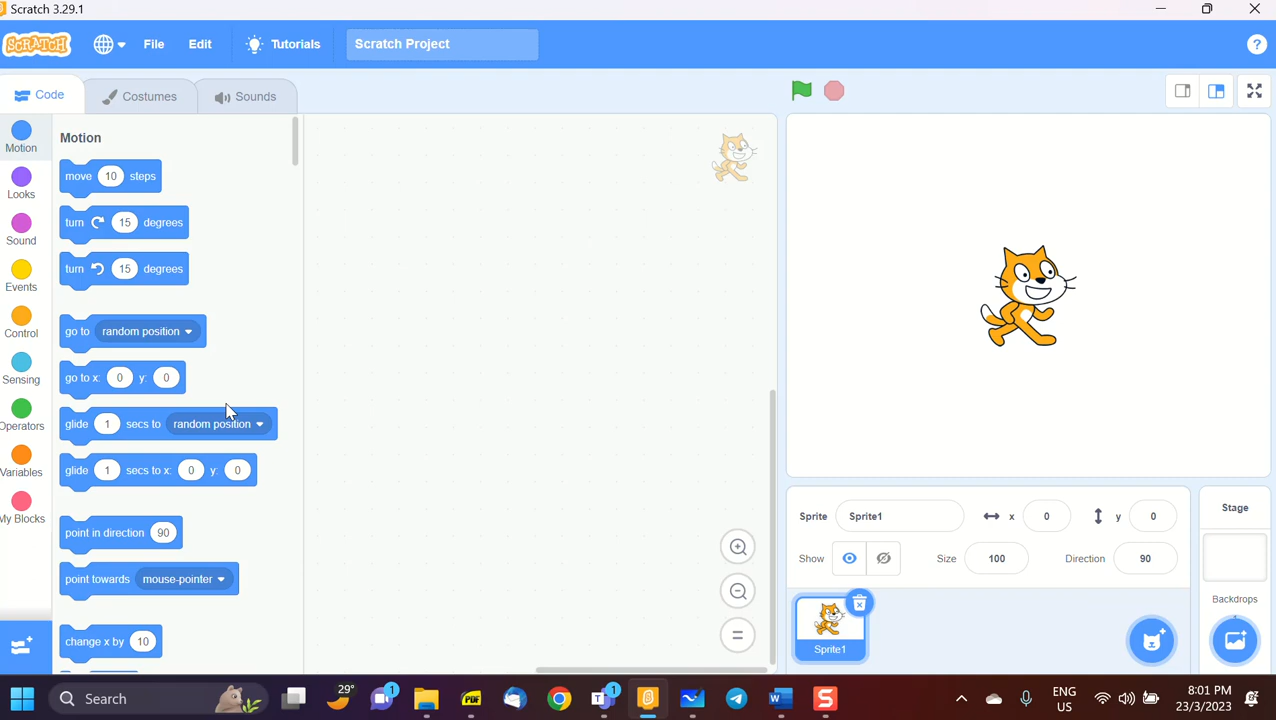 Scratch 3.29.1
SCRATCH
File
Edit
Tutorials
Scratch Project
?
Code
Costumes
Sounds
Motion
Looks
Sound
Events
Control
Sensing
Operators
Variables
My Blocks
Motion
move 10 steps
turn 15 degrees
turn 15 degrees
go to random position
go to x: 0 y: 0
glide 1 secs to random position
glide 1 secs to x: 0 y: 0
point in direction 90
point towards mouse-pointer
change x by 10
Sprite Sprite1 x 0 y 0
Show Size 100 Direction 90
Sprite1
Stage
Backdrops
Search
29°
1
PDF
1
ENG
US
8:01 PM
23/3/2023